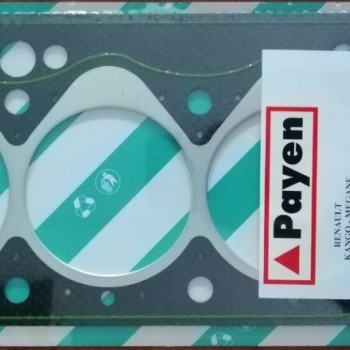 Payen
RENAULT
KANGO - MEGANE